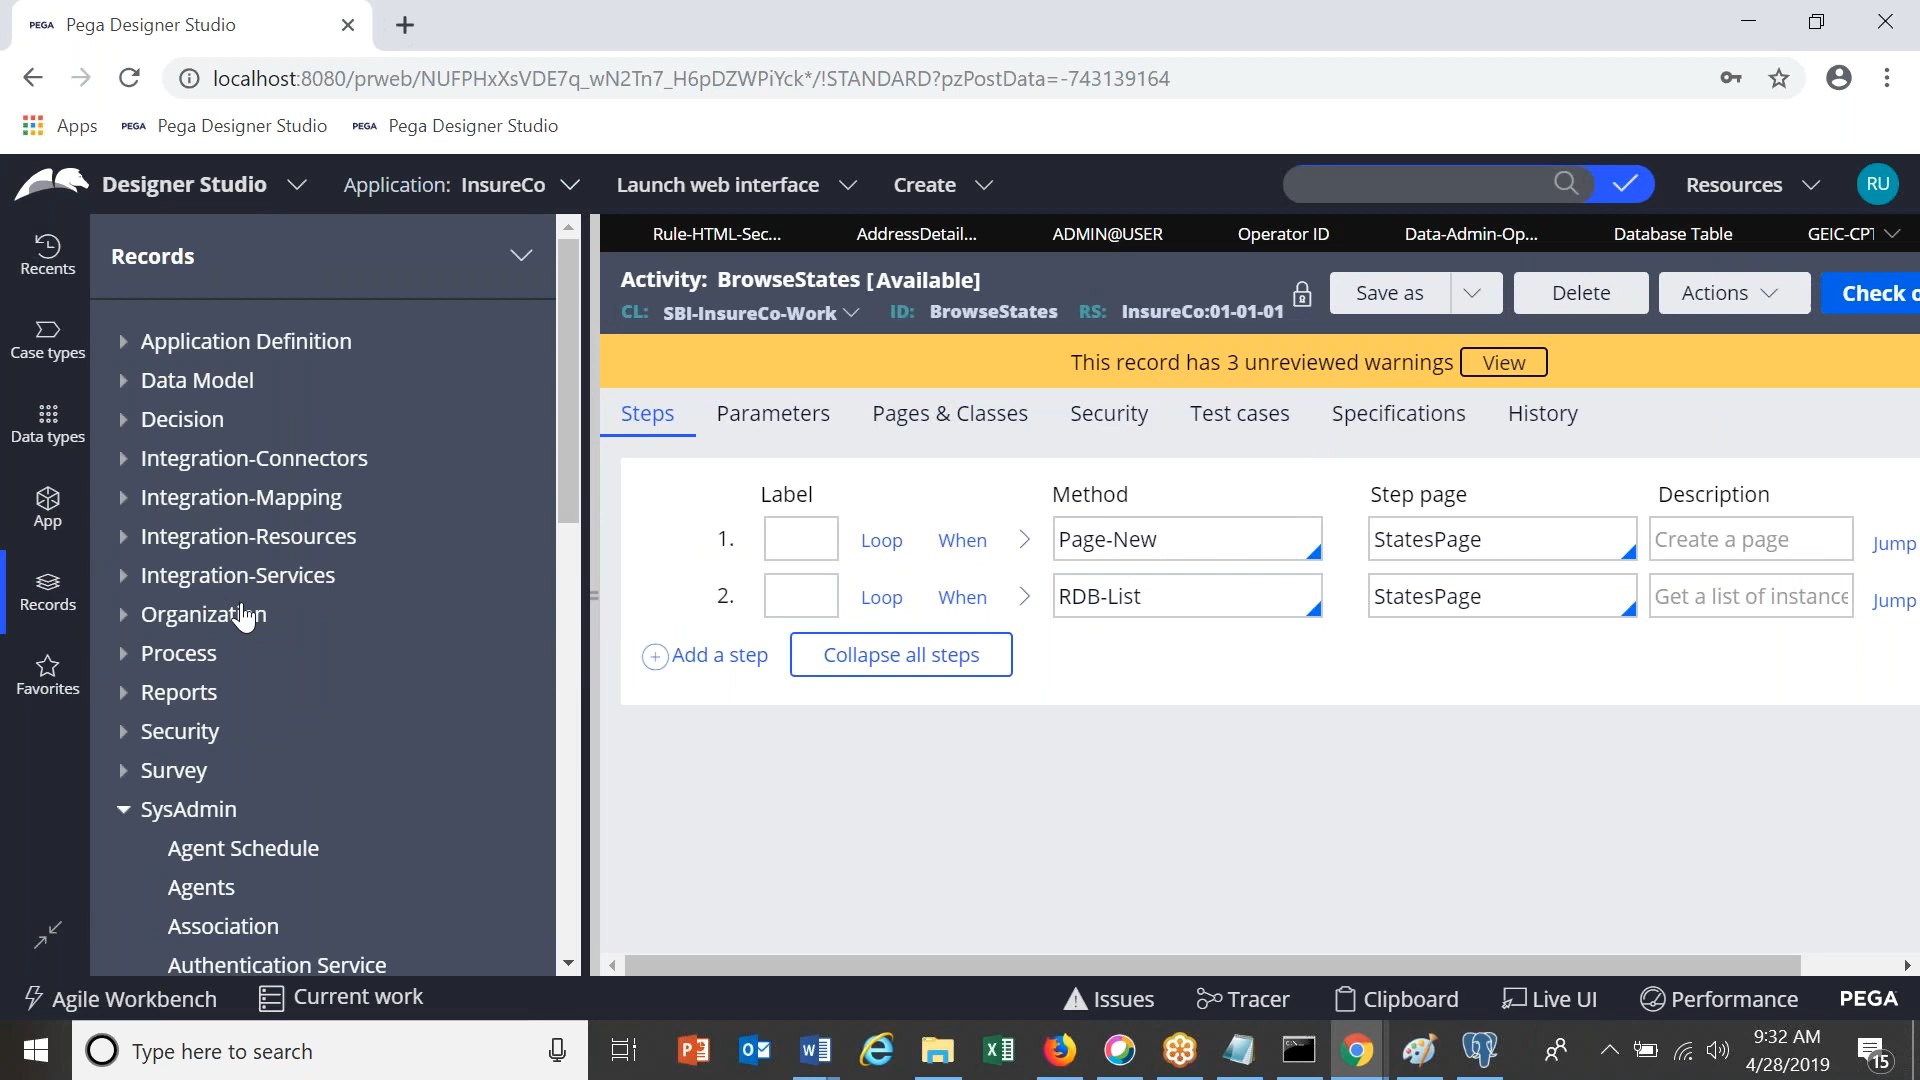 PEGA Pega Designer Studio
localhost:8080/prweb/NUFPHxXsVDE7q_wN2Tn7_H6pDZWPiYck*/!STANDARD?pzPostData=-743139164
Apps PEGA Pega Designer Studio PEGA Pega Designer Studio
Designer Studio Application: InsureCo Launch web interface Create Resources RU
Recents
Case types
Data types
App
Records
Favorites
Records
Application Definition
Data Model
Decision
Integration-Connectors
Integration-Mapping
Integration-Resources
Integration-Services
Organization
Process
Reports
Security
Survey
SysAdmin
Agent Schedule
Agents
Association
Authentication Service
Rule-HTML-Sec... AddressDetail... ADMIN@USER Operator ID Data-Admin-Op... Database Table GEIC-CPT
Activity: BrowseStates [Available]
CL: SBI-InsureCo-Work ID: BrowseStates RS: InsureCo:01-01-01
Save as Delete Actions Check o
This record has 3 unreviewed warnings View
Steps Parameters Pages & Classes Security Test cases Specifications History
Label Method Step page Description
1. Loop When Page-New StatesPage Create a page Jump
2. Loop When RDB-List StatesPage Get a list of instance Jump
Add a step Collapse all steps
Agile Workbench Current work Issues Tracer Clipboard Live UI Performance PEGA
Type here to search
9:32 AM
4/28/2019
15